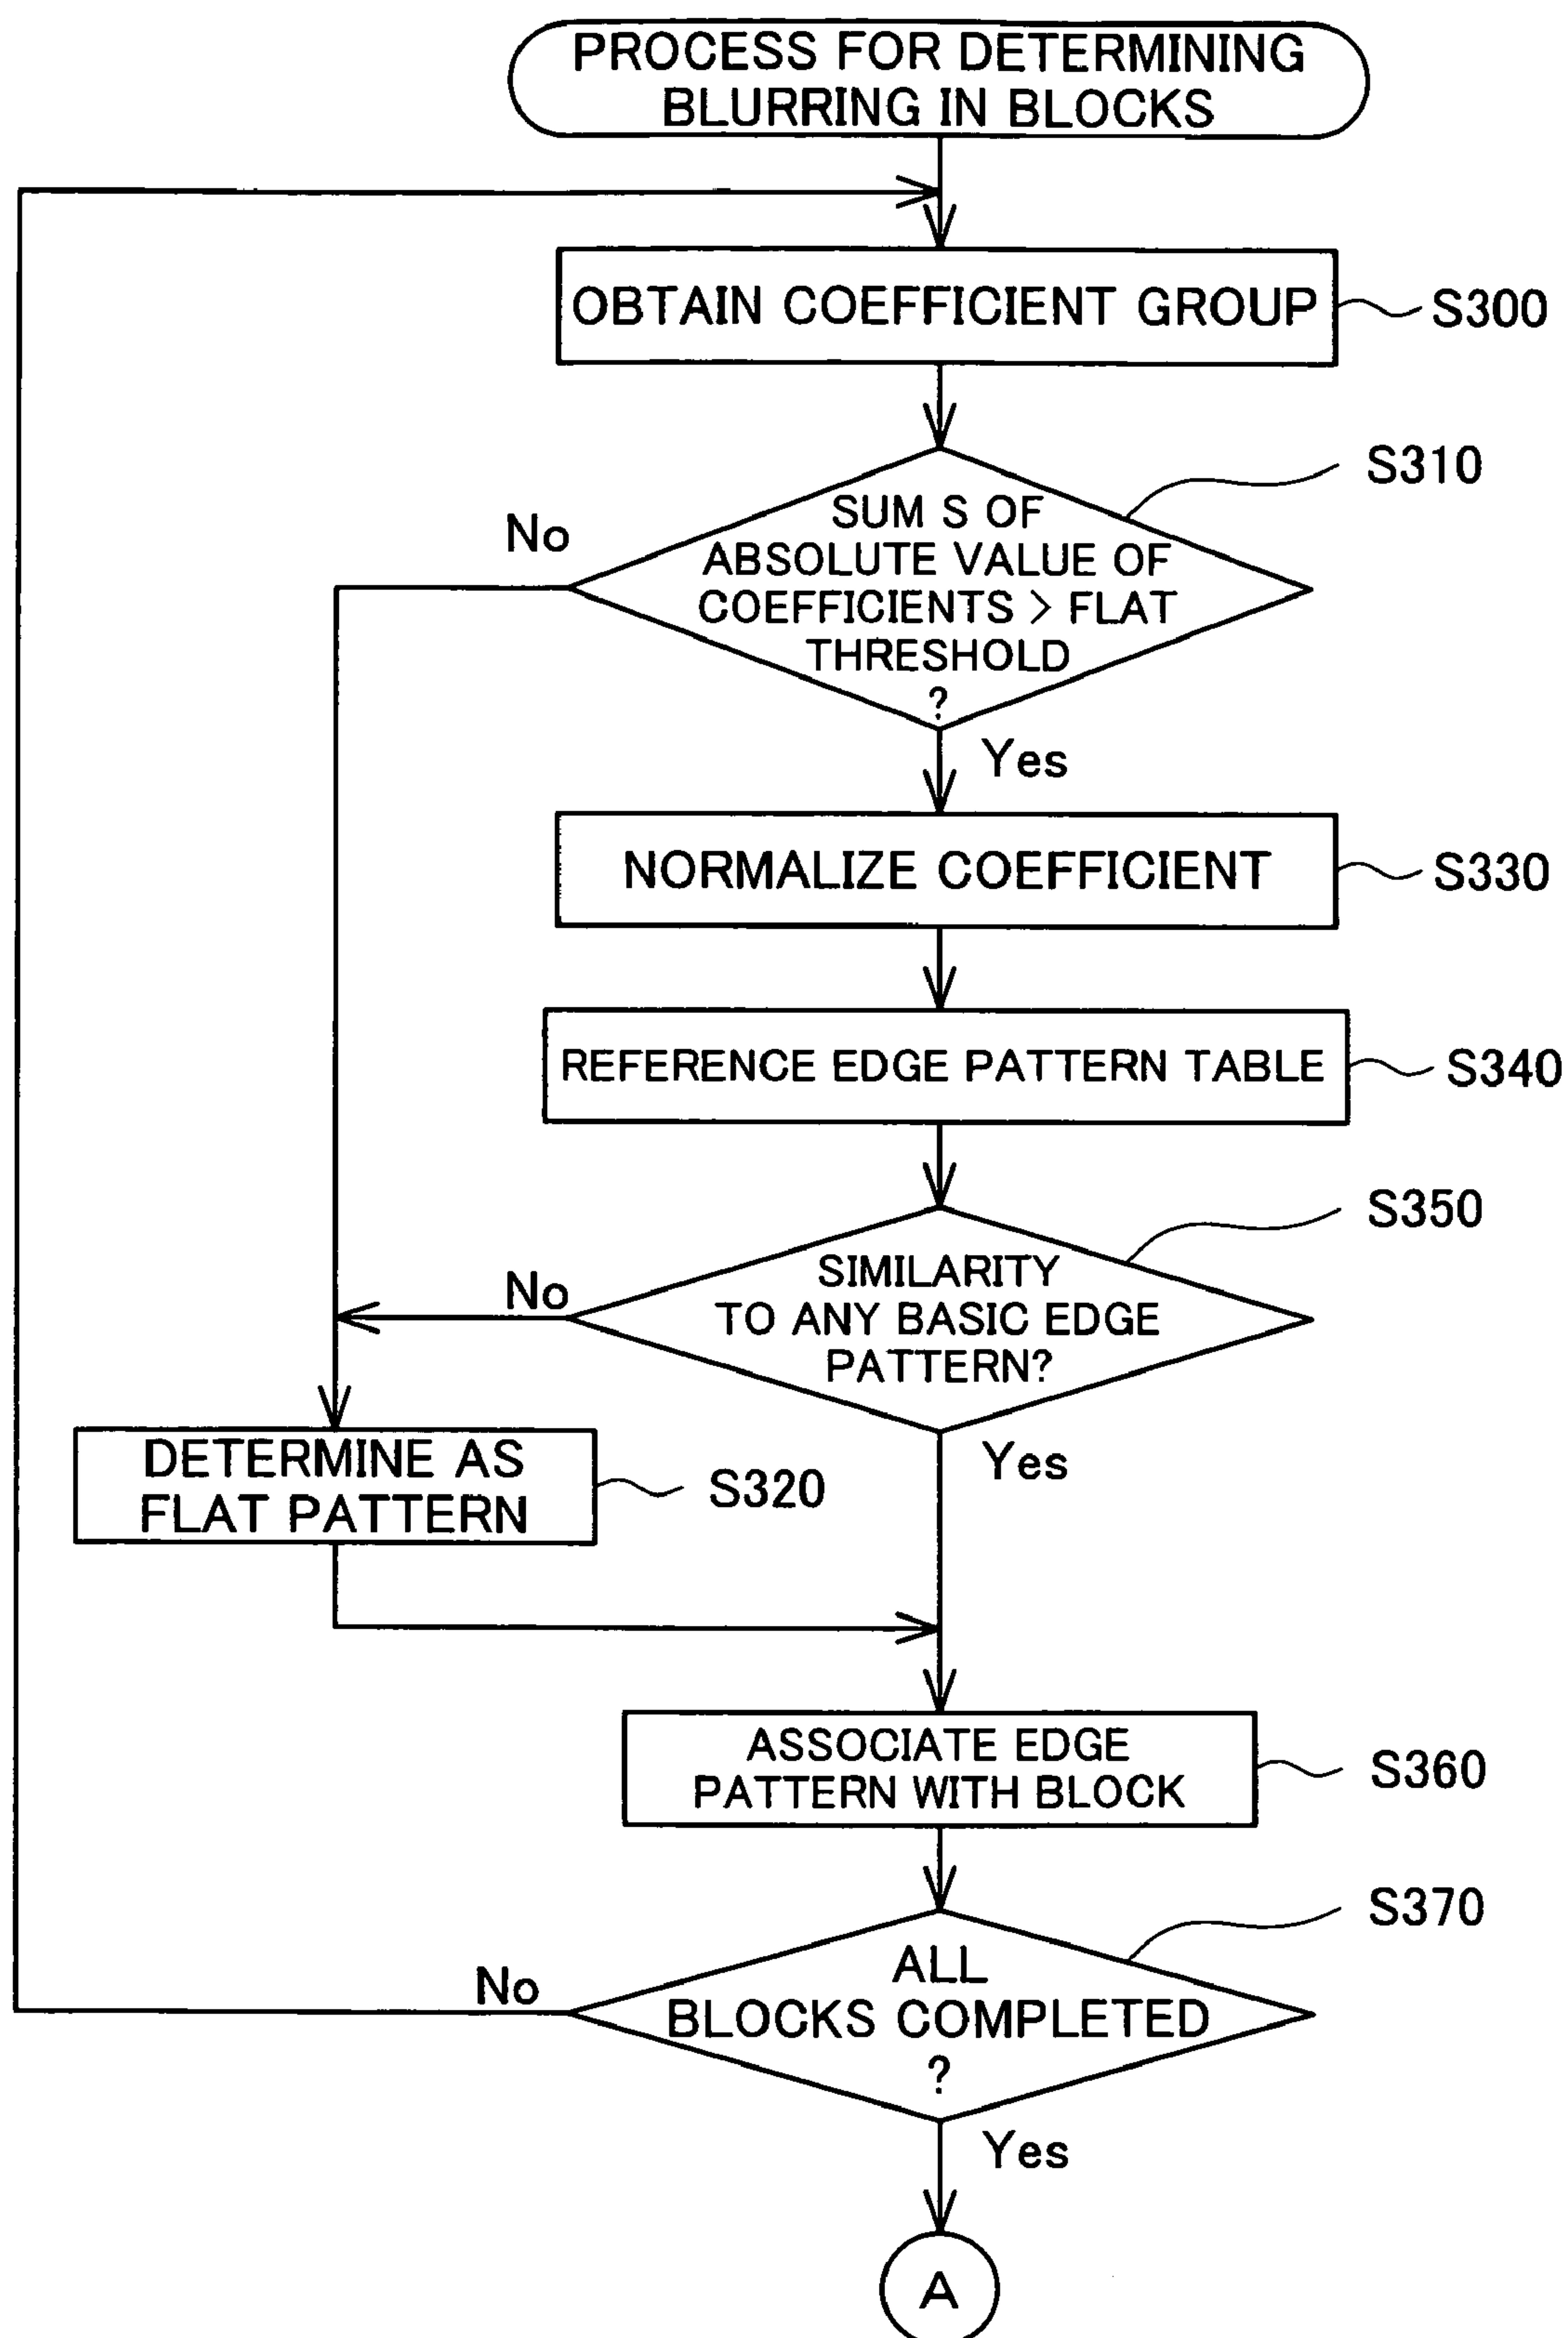 PROCESS FOR DETERMINING
BLURRING IN BLOCKS
OBTAIN COEFFICIENT GROUP
S300
S310
SUM S OF
ABSOLUTE VALUE OF
COEFFICIENTS > FLAT
THRESHOLD
?
No
Yes
NORMALIZE COEFFICIENT
S330
REFERENCE EDGE PATTERN TABLE
S340
S350
SIMILARITY
TO ANY BASIC EDGE
PATTERN?
No
Yes
DETERMINE AS
FLAT PATTERN
S320
ASSOCIATE EDGE
PATTERN WITH BLOCK
S360
S370
ALL
BLOCKS COMPLETED
?
No
Yes
A